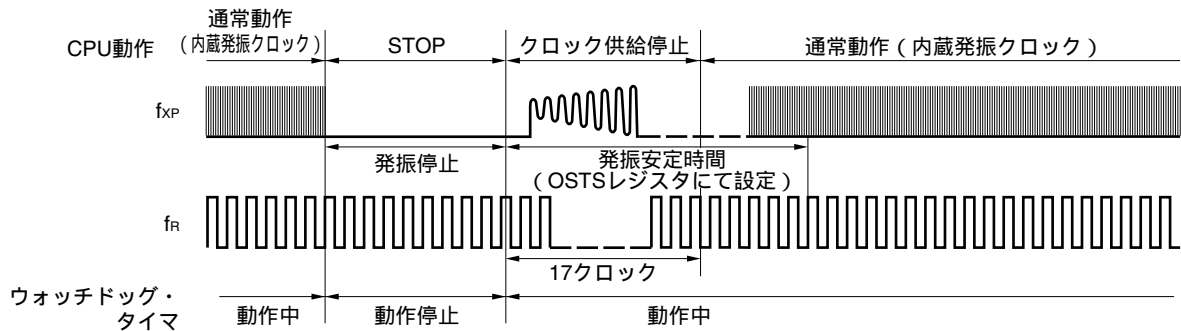 通常動作
CPU動作 （内蔵発振クロック） STOP クロック供給停止 通常動作（内蔵発振クロック）
fXP
発振停止 発振安定時間
（OSTSレジスタにて設定）
fR
17クロック
ウォッチドッグ・
タイマ 動作中 動作停止 動作中